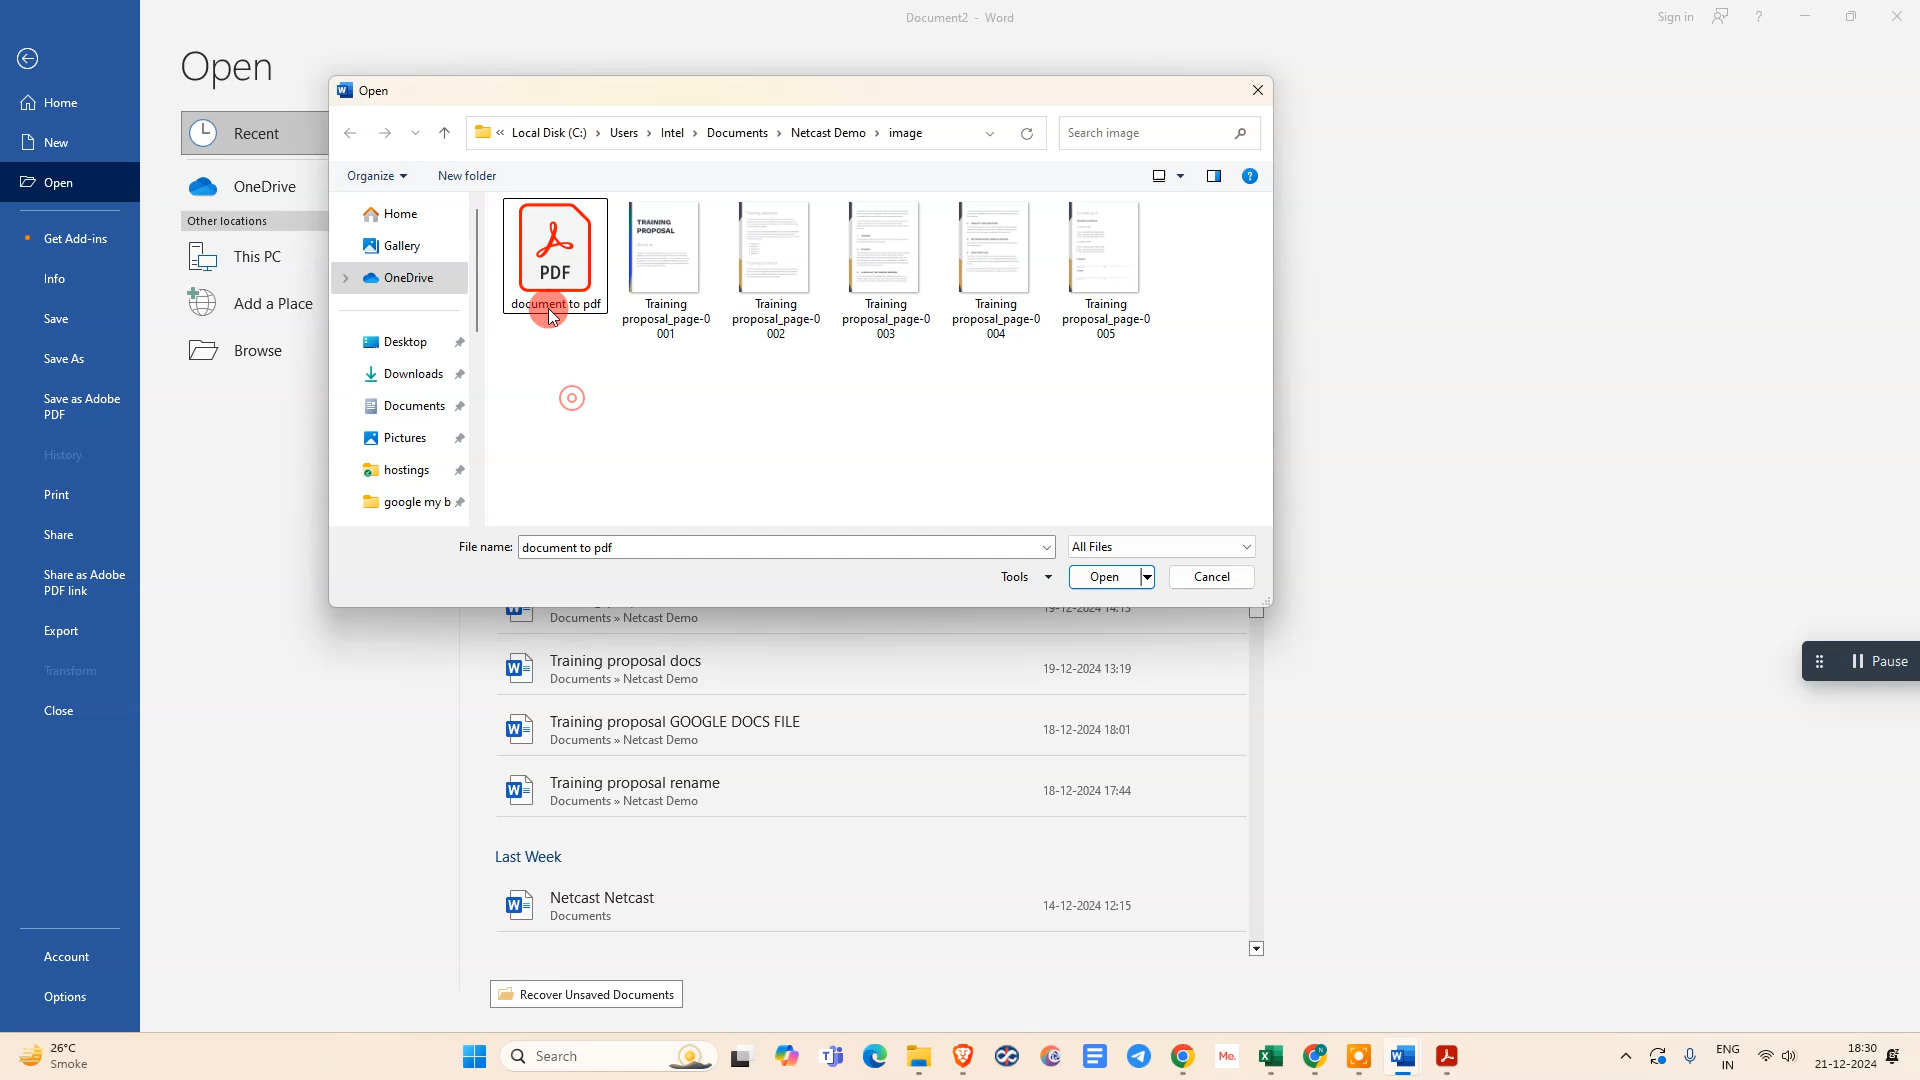 Document2 - Word
Sign in
?
Open
Home
New
Open
Get Add-ins
Info
Save
Save As
Save as Adobe
PDF
History
Print
Share
Share as Adobe
PDF link
Export
Transform
Close
Account
Options
Recent
OneDrive
Other locations
This PC
Add a Place
Browse
Open
« Local Disk (C:) › Users › Intel › Documents › Netcast Demo › image
Search image
Organize
New folder
?
Home
Gallery
OneDrive
Desktop
Downloads
Documents
Pictures
hostings
google my b
PDF
document to pdf
TRAINING
PROPOSAL
Training
proposal_page-0
001
Training
proposal_page-0
002
Training
proposal_page-0
003
Training
proposal_page-0
004
Training
proposal_page-0
005
File name: document to pdf
All Files
Tools
Open
Cancel
Documents » Netcast Demo
19-12-2024 14:13
Training proposal docs
Documents » Netcast Demo
19-12-2024 13:19
Training proposal GOOGLE DOCS FILE
Documents » Netcast Demo
18-12-2024 18:01
Training proposal rename
Documents » Netcast Demo
18-12-2024 17:44
Last Week
Netcast Netcast
Documents
14-12-2024 12:15
Recover Unsaved Documents
Pause
26°C
Smoke
Search
Me.
ENG
IN
18:30
21-12-2024